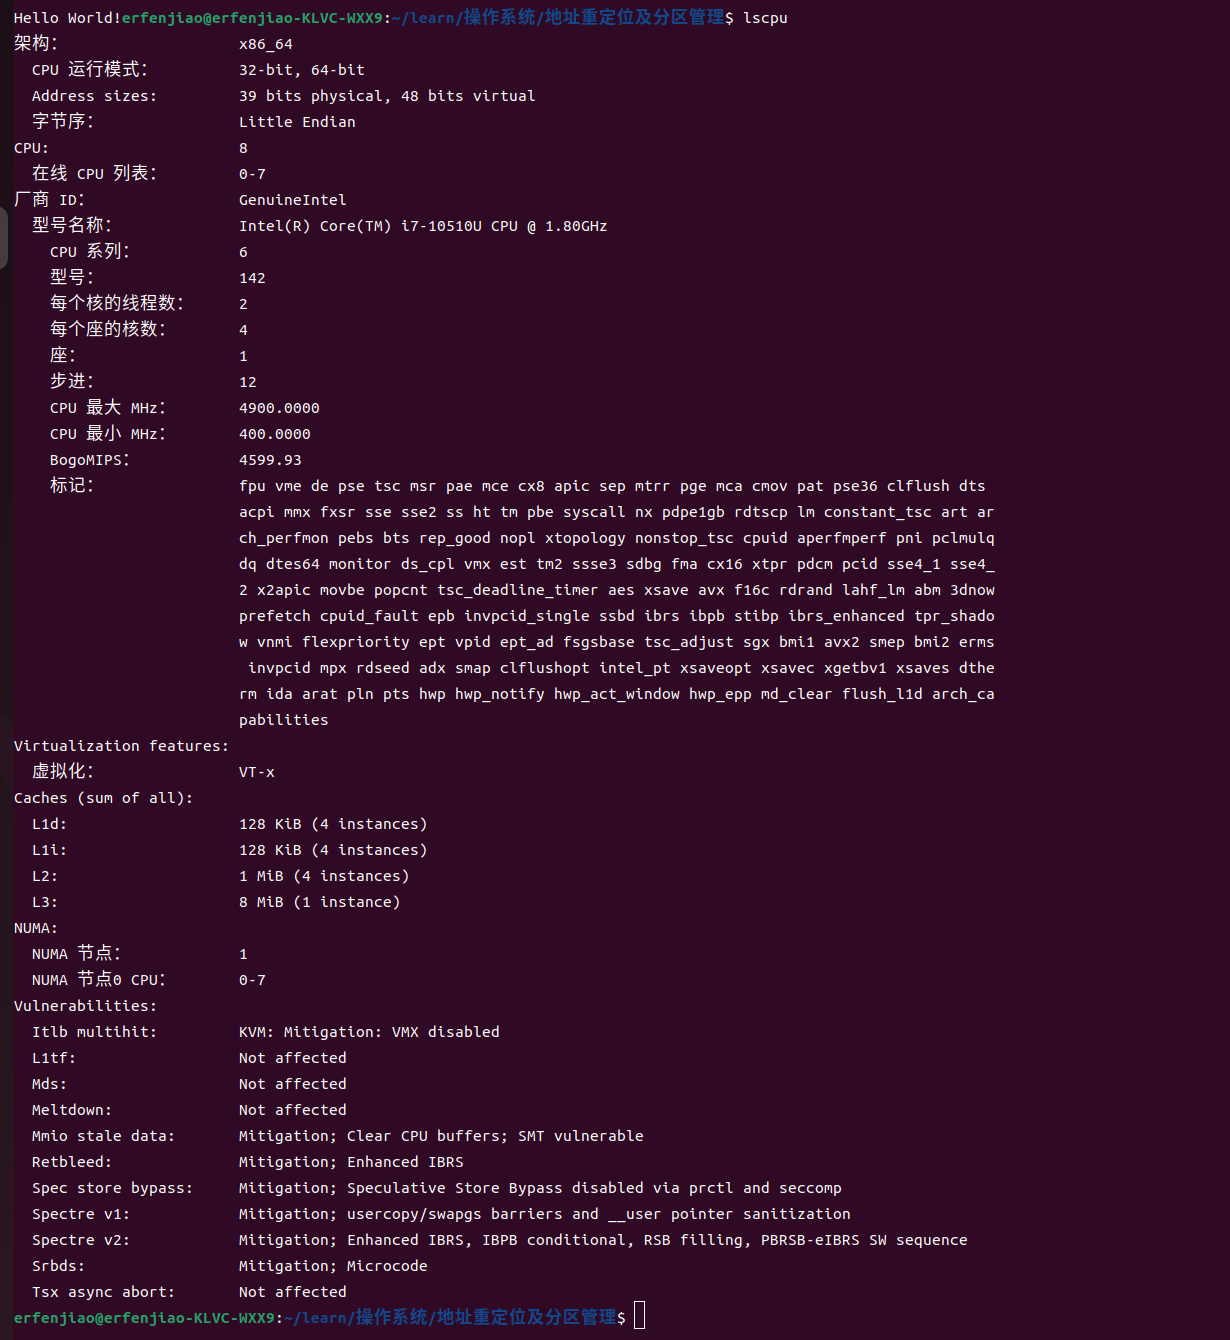 Hello World!erfenjiao@erfenjiao-KLVC-WXX9:~/learn/操作系统/地址重定位及分区管理$ lscpu
架构： x86_64
CPU 运行模式： 32-bit, 64-bit
Address sizes: 39 bits physical, 48 bits virtual
字节序： Little Endian
CPU: 8
在线 CPU 列表： 0-7
厂商 ID： GenuineIntel
型号名称： Intel(R) Core(TM) i7-10510U CPU @ 1.80GHz
CPU 系列： 6
型号： 142
每个核的线程数： 2
每个座的核数： 4
座： 1
步进： 12
CPU 最大 MHz： 4900.0000
CPU 最小 MHz： 400.0000
BogoMIPS： 4599.93
标记： fpu vme de pse tsc msr pae mce cx8 apic sep mtrr pge mca cmov pat pse36 clflush dts
acpi mmx fxsr sse sse2 ss ht tm pbe syscall nx pdpe1gb rdtscp lm constant_tsc art ar
ch_perfmon pebs bts rep_good nopl xtopology nonstop_tsc cpuid aperfmperf pni pclmulq
dq dtes64 monitor ds_cpl vmx est tm2 ssse3 sdbg fma cx16 xtpr pdcm pcid sse4_1 sse4_
2 x2apic movbe popcnt tsc_deadline_timer aes xsave avx f16c rdrand lahf_lm abm 3dnow
prefetch cpuid_fault epb invpcid_single ssbd ibrs ibpb stibp ibrs_enhanced tpr_shado
w vnmi flexpriority ept vpid ept_ad fsgsbase tsc_adjust sgx bmi1 avx2 smep bmi2 erms
invpcid mpx rdseed adx smap clflushopt intel_pt xsaveopt xsavec xgetbv1 xsaves dthe
rm ida arat pln pts hwp hwp_notify hwp_act_window hwp_epp md_clear flush_l1d arch_ca
pabilities
Virtualization features:
虚拟化： VT-x
Caches (sum of all):
L1d: 128 KiB (4 instances)
L1i: 128 KiB (4 instances)
L2: 1 MiB (4 instances)
L3: 8 MiB (1 instance)
NUMA:
NUMA 节点： 1
NUMA 节点0 CPU： 0-7
Vulnerabilities:
Itlb multihit: KVM: Mitigation: VMX disabled
L1tf: Not affected
Mds: Not affected
Meltdown: Not affected
Mmio stale data: Mitigation; Clear CPU buffers; SMT vulnerable
Retbleed: Mitigation; Enhanced IBRS
Spec store bypass: Mitigation; Speculative Store Bypass disabled via prctl and seccomp
Spectre v1: Mitigation; usercopy/swapgs barriers and __user pointer sanitization
Spectre v2: Mitigation; Enhanced IBRS, IBPB conditional, RSB filling, PBRSB-eIBRS SW sequence
Srbds: Mitigation; Microcode
Tsx async abort: Not affected
erfenjiao@erfenjiao-KLVC-WXX9:~/learn/操作系统/地址重定位及分区管理$